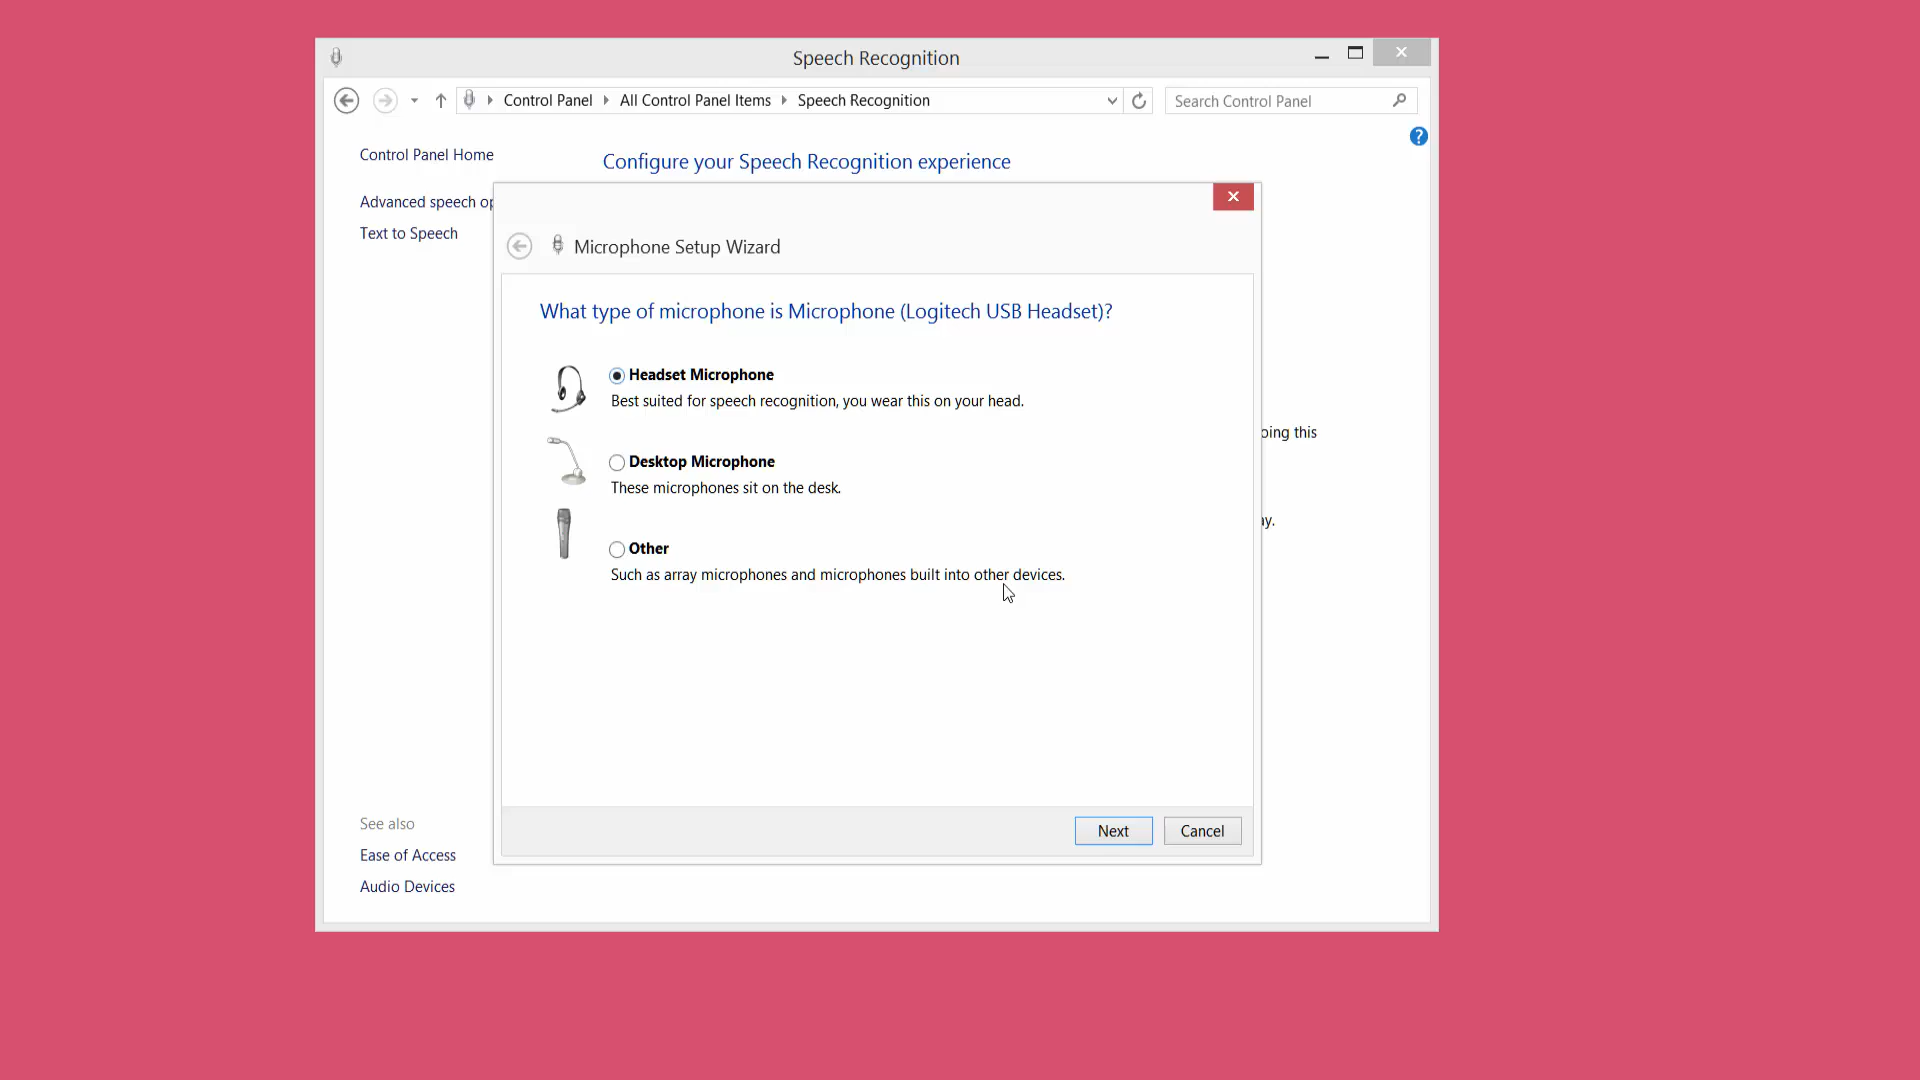 Speech Recognition
Control Panel All Control Panel Items Speech Recognition
Search Control Panel
?
Control Panel Home
Configure your Speech Recognition experience
Advanced speech op
Text to Speech
Microphone Setup Wizard
What type of microphone is Microphone (Logitech USB Headset)?
Headset Microphone
Best suited for speech recognition, you wear this on your head.
oing this
Desktop Microphone
These microphones sit on the desk.
ay.
Other
Such as array microphones and microphones built into other devices.
Next Cancel
See also
Ease of Access
Audio Devices